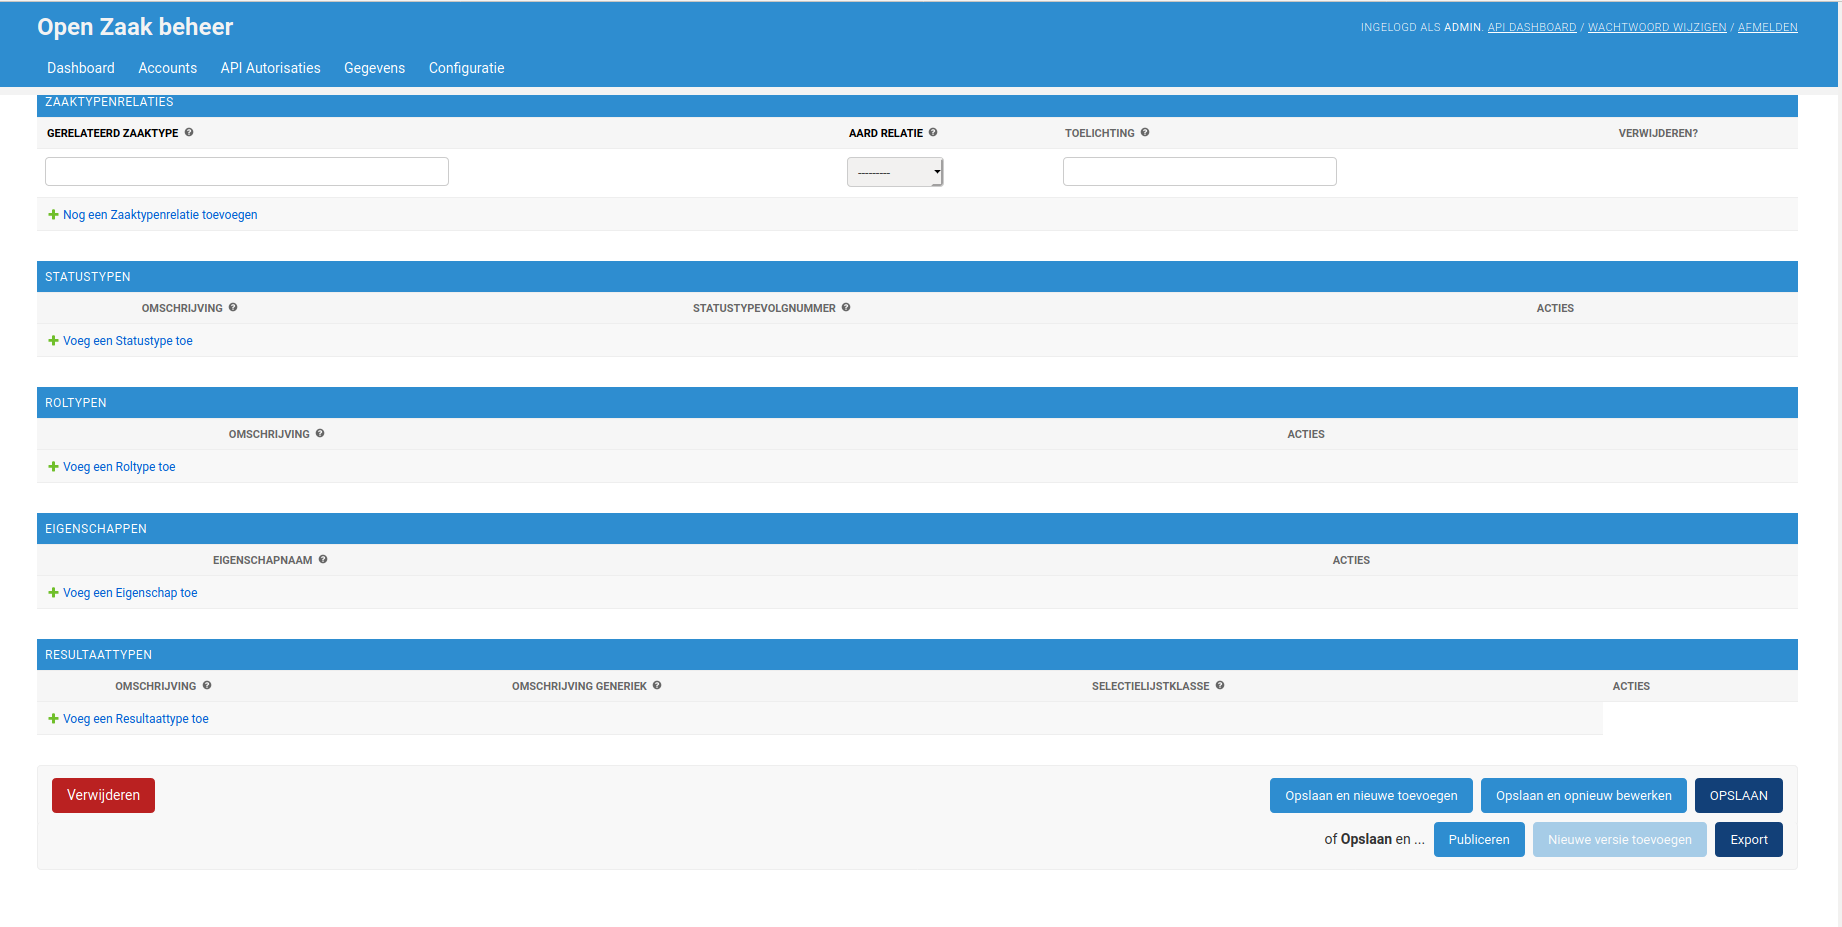 Open Zaak beheer
INGELOGD ALS ADMIN. API DASHBOARD / WACHTWOORD WIJZIGEN / AFMELDEN
Dashboard Accounts API Autorisaties Gegevens Configuratie
ZAAKTYPENRELATIES
GERELATEERD ZAAKTYPE AARD RELATIE TOELICHTING VERWIJDEREN?
---------
Nog een Zaaktypenrelatie toevoegen
STATUSTYPEN
OMSCHRIJVING STATUSTYPEVOLGNUMMER ACTIES
Voeg een Statustype toe
ROLTYPEN
OMSCHRIJVING ACTIES
Voeg een Roltype toe
EIGENSCHAPPEN
EIGENSCHAPNAAM ACTIES
Voeg een Eigenschap toe
RESULTAATTYPEN
OMSCHRIJVING OMSCHRIJVING GENERIEK SELECTIELIJSTKLASSE ACTIES
Voeg een Resultaattype toe
Verwijderen Opslaan en nieuwe toevoegen Opslaan en opnieuw bewerken OPSLAAN
of Opslaan en ... Publiceren Nieuwe versie toevoegen Export